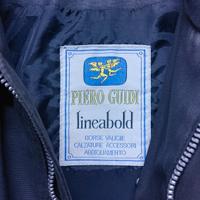 PIERO GUIDI
lineabold
BORSE VALIGIE
CALZATURE ACCESSORI
ABBIGLIAMENTO